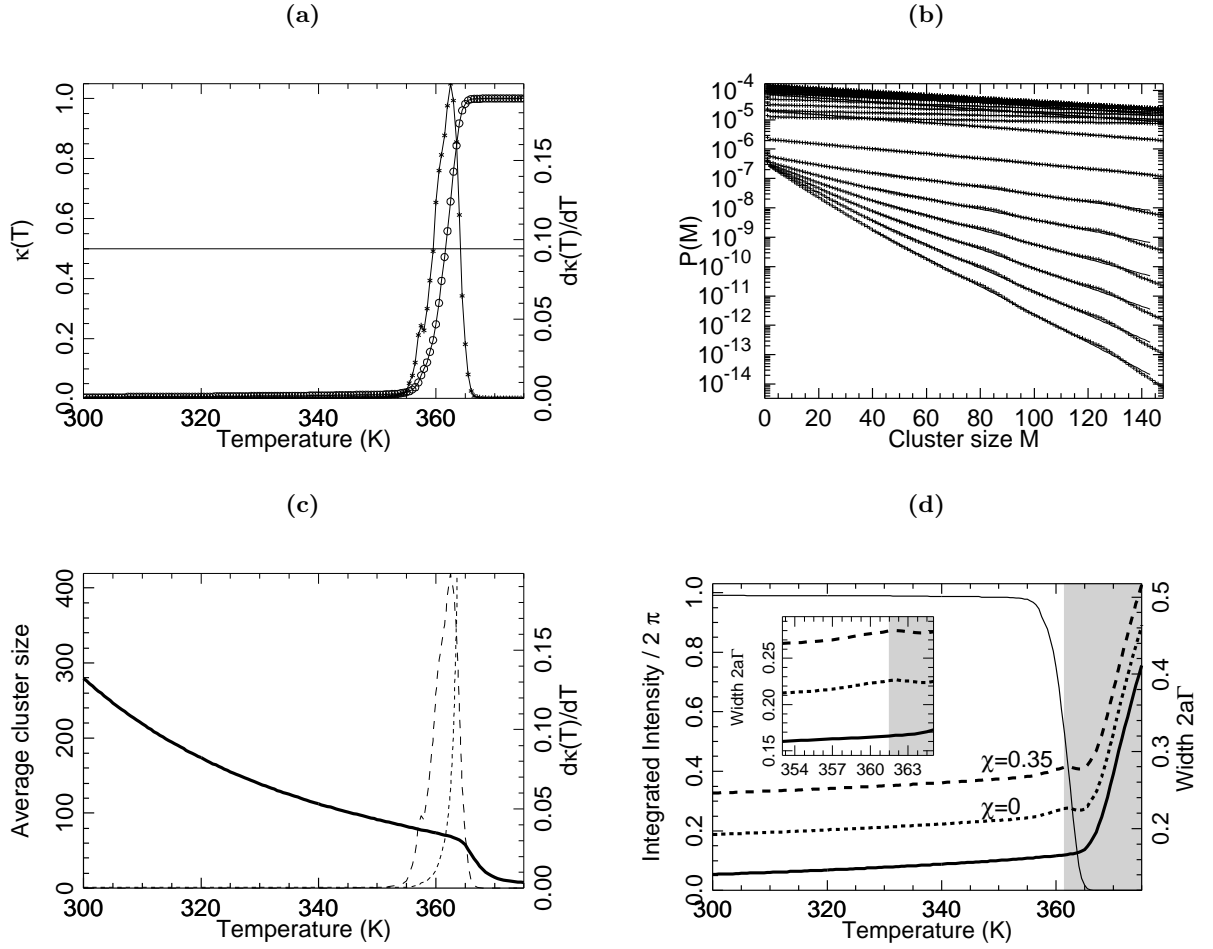 (a)
1.0
0.8
0.6
0.4
0.2
0.0
κ(T)
0.15
0.10
0.05
0.00
dκ(T)/dT
300 320 340 360
Temperature (K)
(b)
10-4
10-5
10-6
10-7
10-8
10-9
10-10
10-11
10-12
10-13
10-14
P(M)
0 20 40 60 80 100 120 140
Cluster size M
(c)
400
300
200
100
0
Average cluster size
0.15
0.10
0.05
0.00
dκ(T)/dT
300 320 340 360
Temperature (K)
(d)
1.0
0.8
0.6
0.4
0.2
0.0
Integrated Intensity / 2 π
0.25
0.20
0.15
Width 2aΓ
354 357 360 363
χ=0.35
χ=0
0.5
0.4
0.3
0.2
Width 2aΓ
300 320 340 360
Temperature (K)